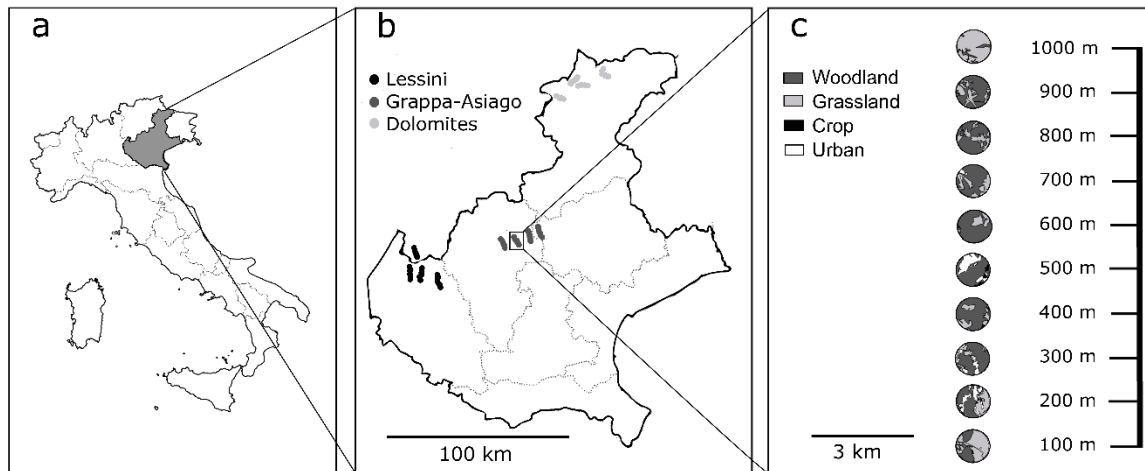 a
b
Lessini
Grappa-Asiago
Dolomites
100 km
c
Woodland
Grassland
Crop
Urban
1000 m
900 m
800 m
700 m
600 m
500 m
400 m
300 m
200 m
100 m
3 km